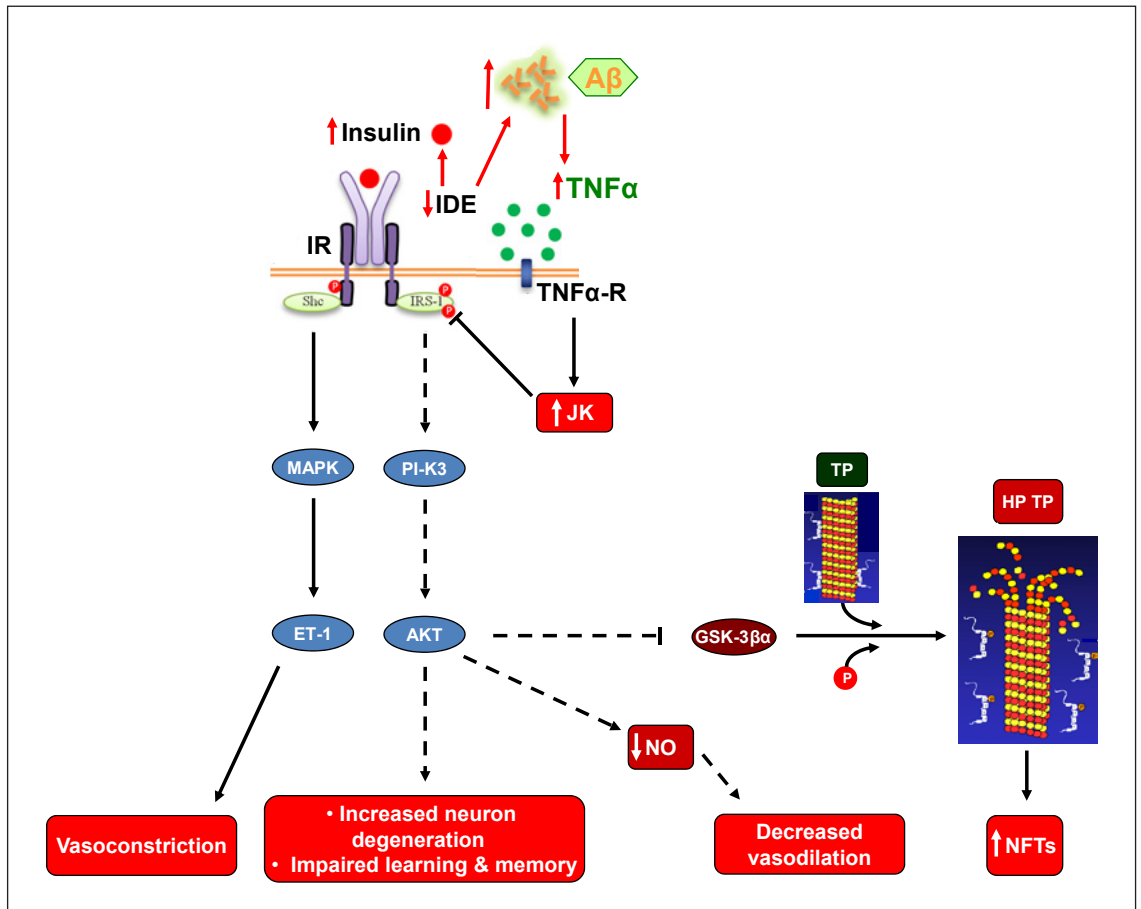 Aβ
Insulin
TNFα
IDE
IR
TNFα-R
P
Shc
P
IRS-1
P
JK
MAPK
PI-K3
TP
HP TP
ET-1
AKT
GSK-3βα
P
NO
Vasoconstriction
• Increased neuron
degeneration
• Impaired learning & memory
Decreased
vasodilation
NFTs